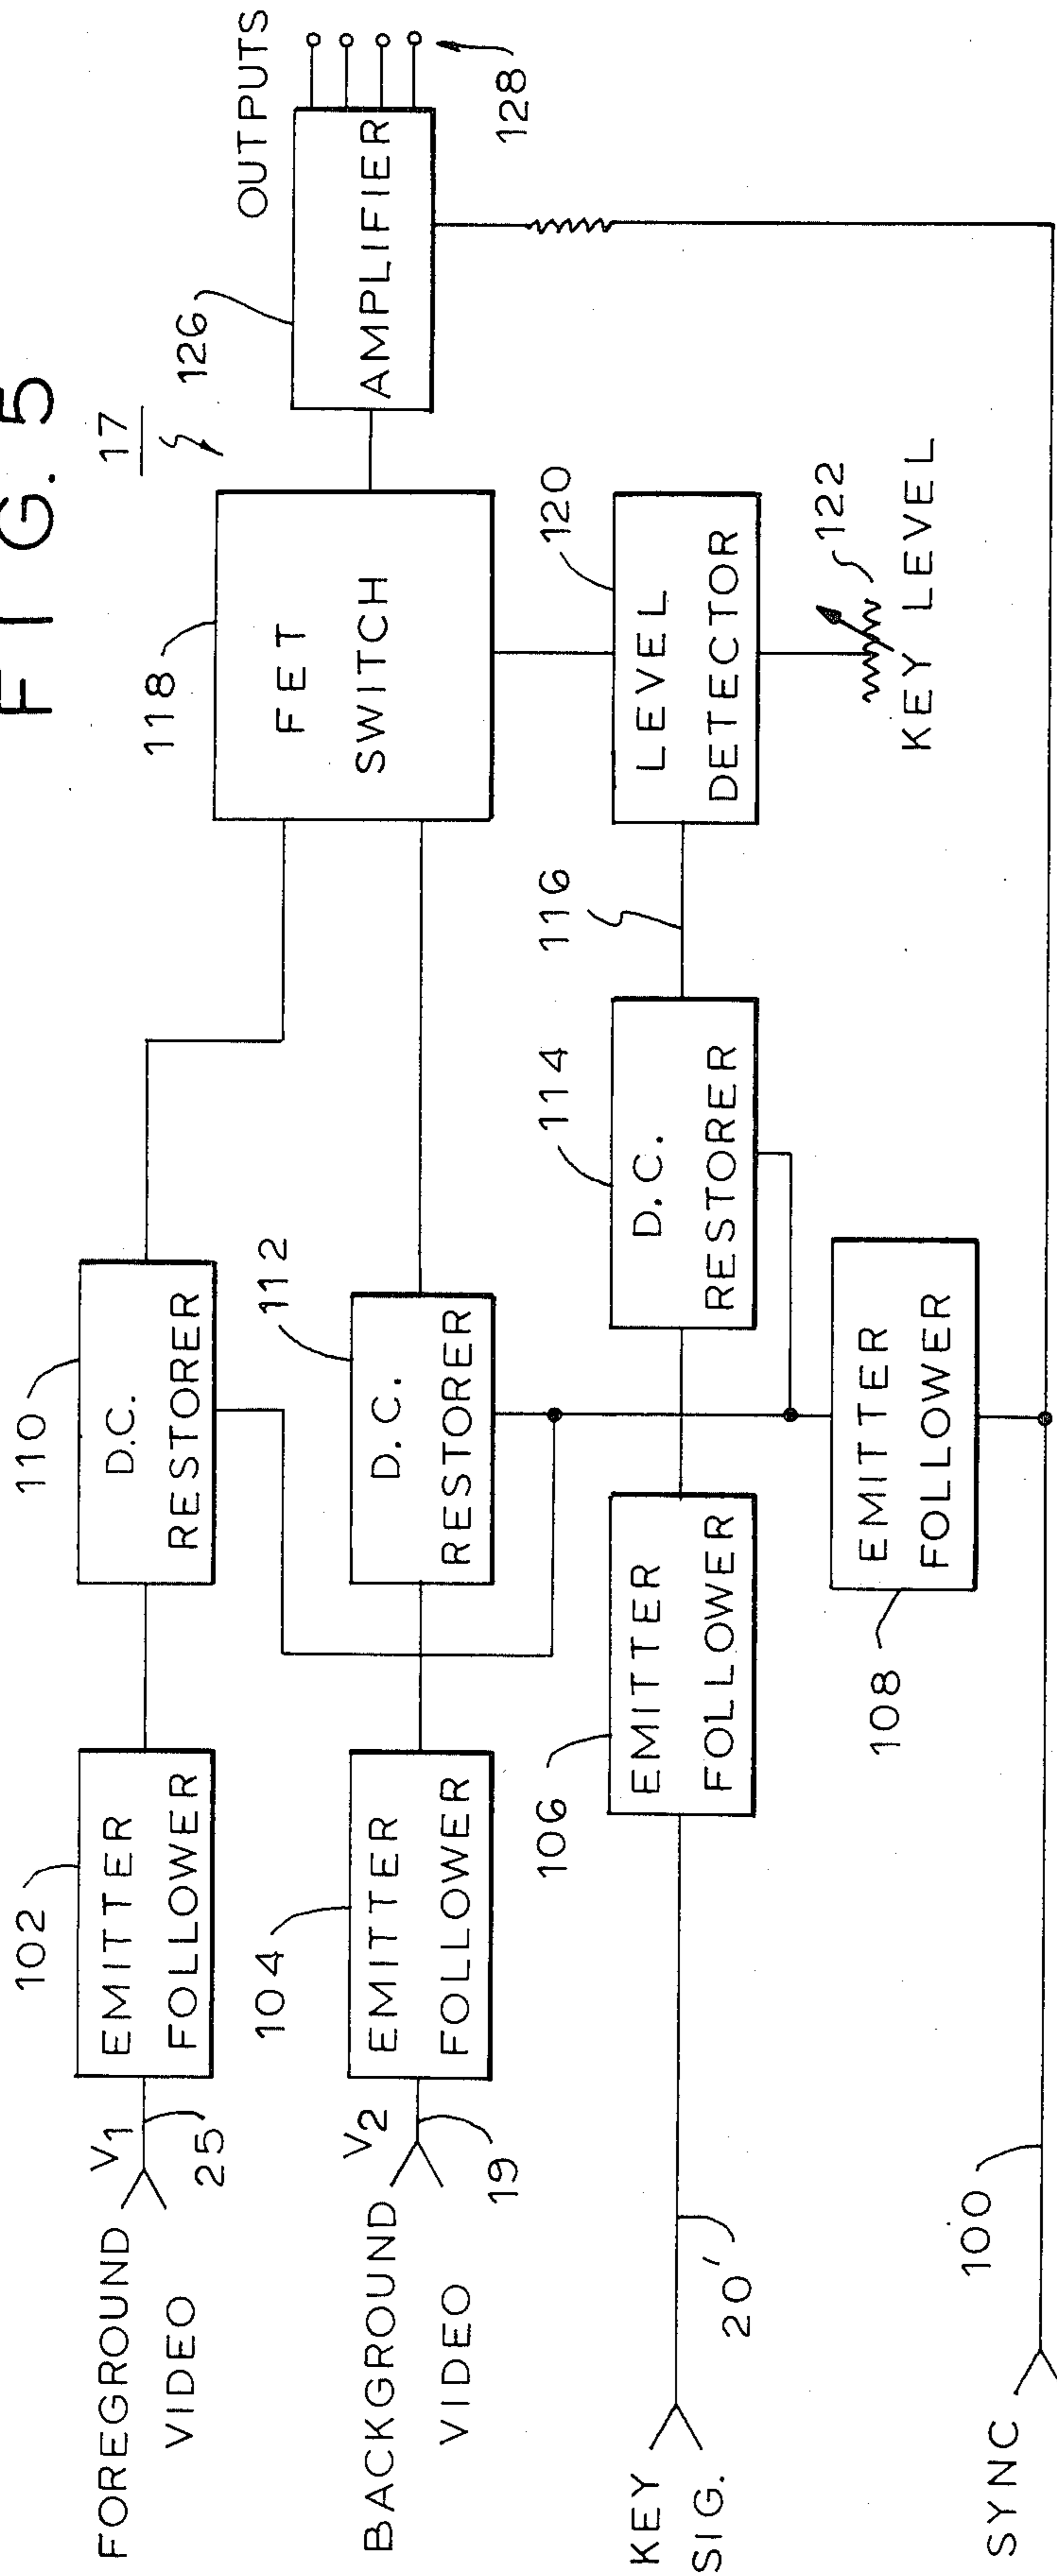 FIG. 5
17
FOREGROUND
VIDEO
V1
25
102
EMITTER
FOLLOWER
110
D.C.
RESTORER
118
FET
SWITCH
126
AMPLIFIER
OUTPUTS
128
BACKGROUND
VIDEO
V2
19
104
EMITTER
FOLLOWER
112
D.C.
RESTORER
KEY
SIG.
20'
106
EMITTER
FOLLOWER
114
D.C.
RESTORER
116
120
LEVEL
DETECTOR
122
KEY LEVEL
SYNC
100
108
EMITTER
FOLLOWER